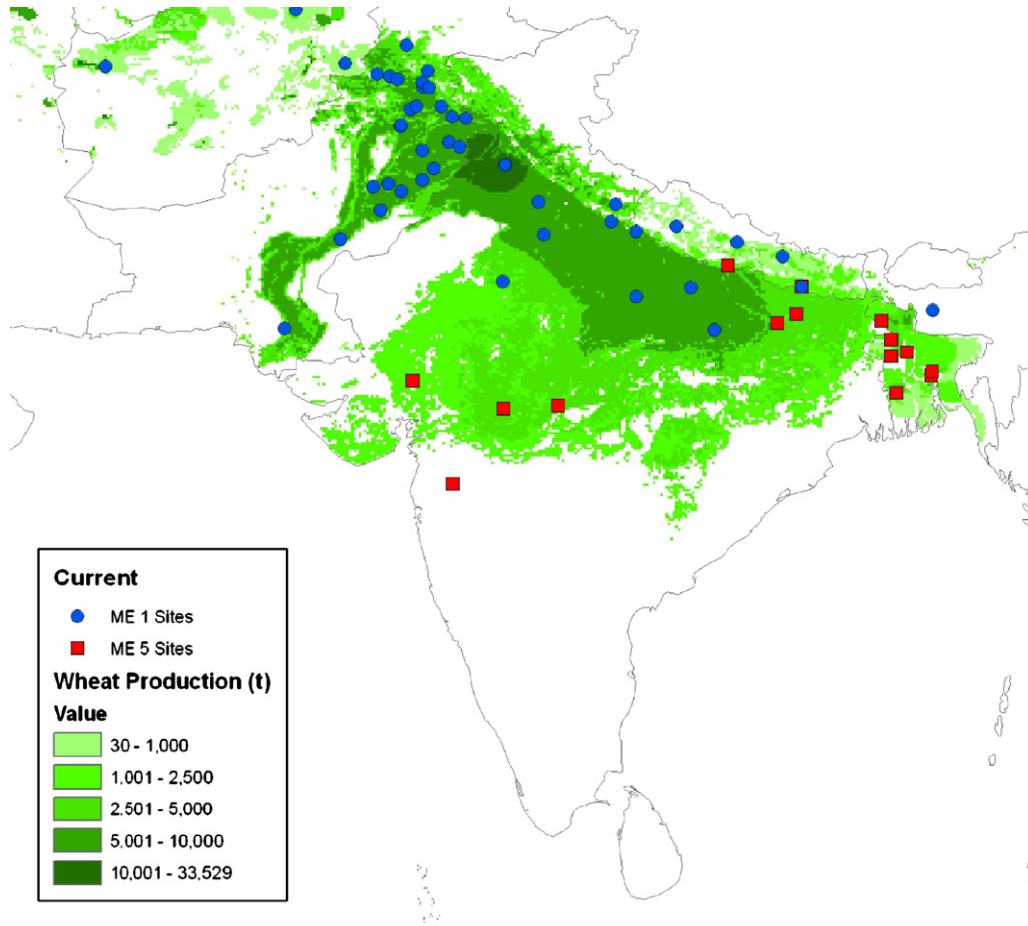 Current
ME 1 Sites
ME 5 Sites
Wheat Production (t)
Value
30 - 1,000
1.001 - 2,500
2.501 - 5,000
5.001 - 10,000
10,001 - 33,529